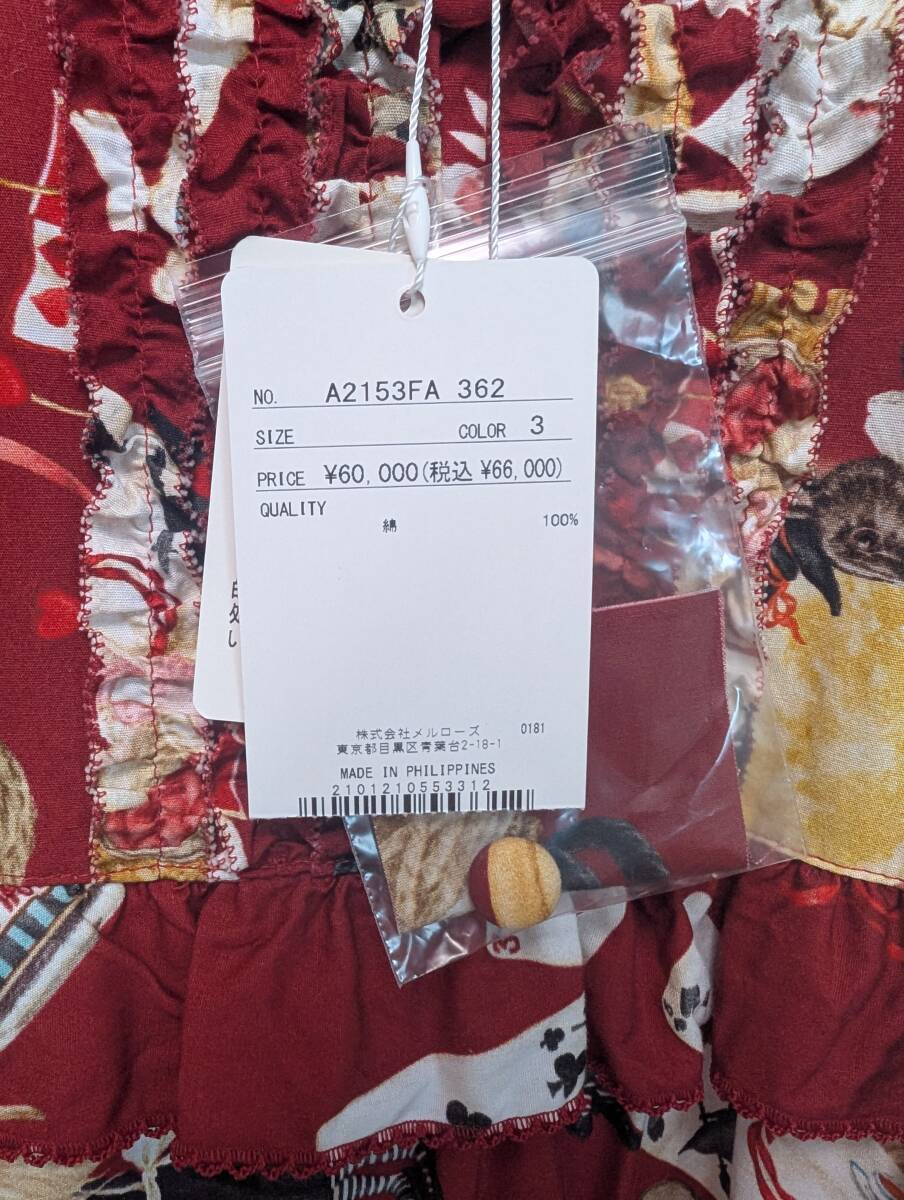 NO. A2153FA 362
SIZE COLOR 3
PRICE ¥60,000(税込 ¥66,000)
QUALITY
綿 100%
株式会社メルローズ 0181
東京都目黒区青葉台2-18-1
MADE IN PHILIPPINES
2101210553312
し
3